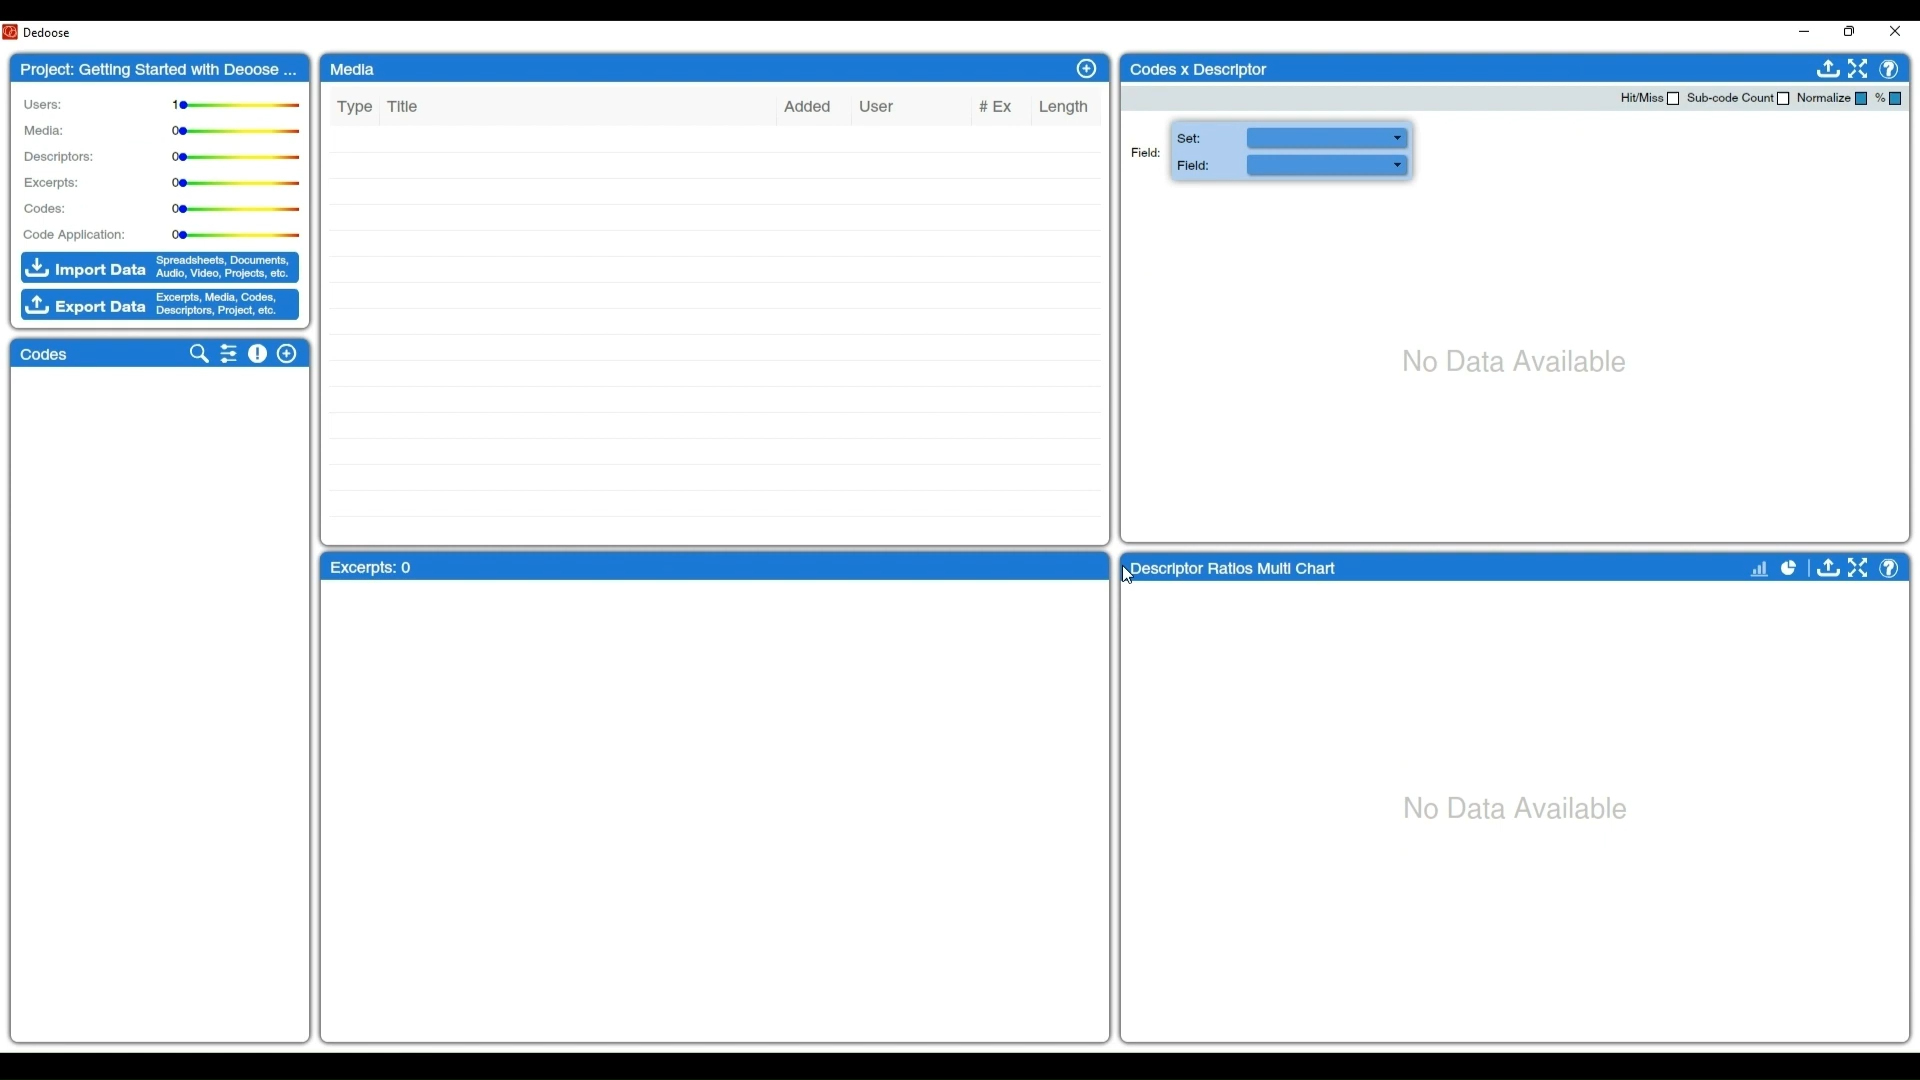 Dedoose
Project: Getting Started with Deoose ...
Users: 1
Media: 0
Descriptors: 0
Excerpts: 0
Codes: 0
Code Application: 0
Import Data Spreadsheets, Documents,
Audio, Video, Projects, etc.
Export Data Excerpts, Media, Codes,
Descriptors, Project, etc.
Codes
Media
Type Title Added User # Ex Length
Excerpts: 0
Codes x Descriptor
Hit/Miss Sub-code Count Normalize %
Field:
Set:
Field:
No Data Available
Descriptor Ratios Multi Chart
No Data Available